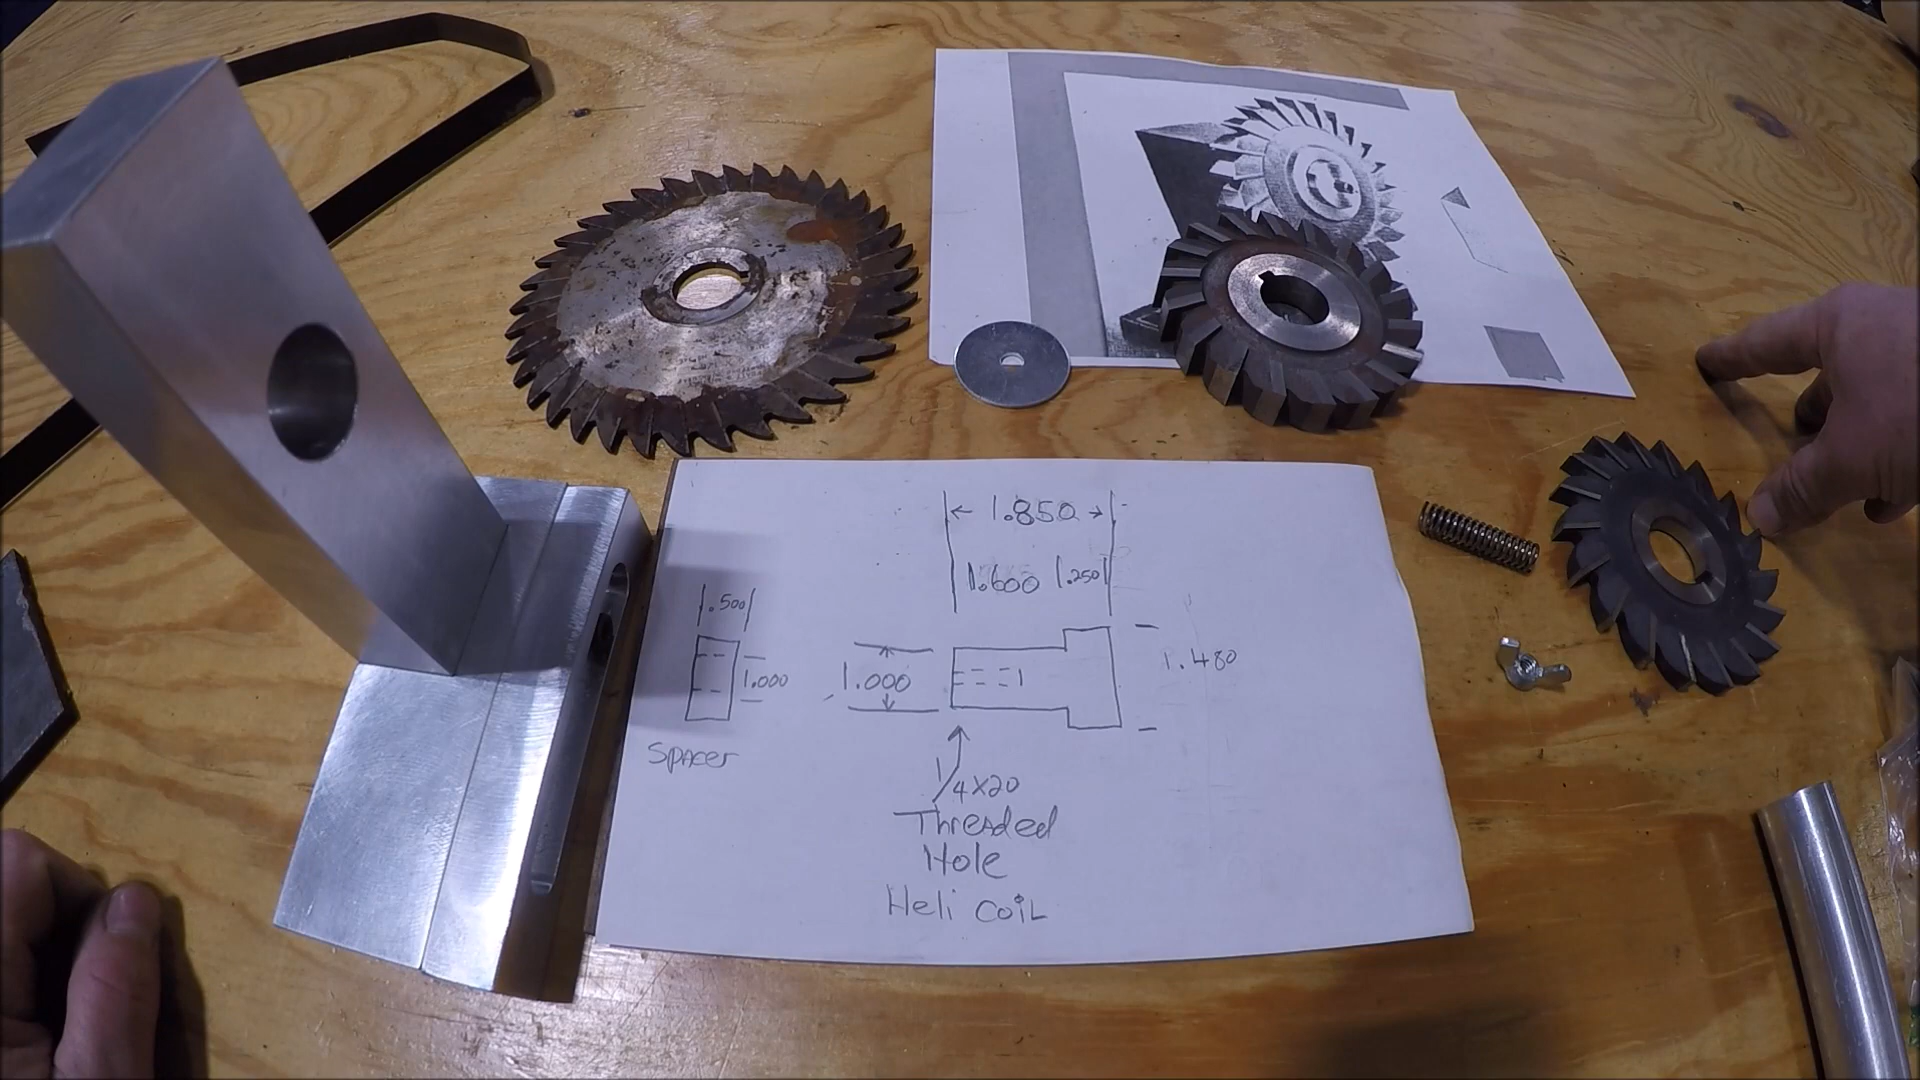 1.850
1.600 .250
.500
1.000
1.000
1.480
Spacer
1/4x20
Threaded
Hole
Heli coil